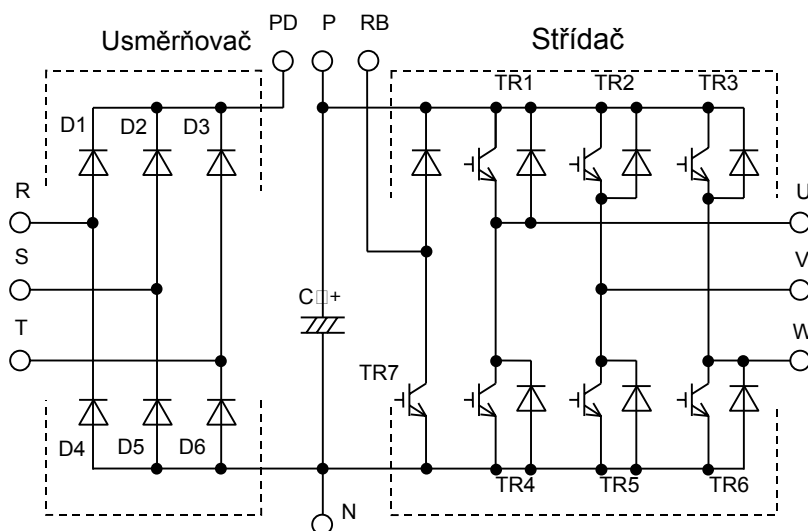 Usměrňovač
PD P RB
Střídač
TR1 TR2 TR3
D1 D2 D3
R
U
S
V
C +
T
W
TR7
D4 D5 D6
TR4 TR5 TR6
N